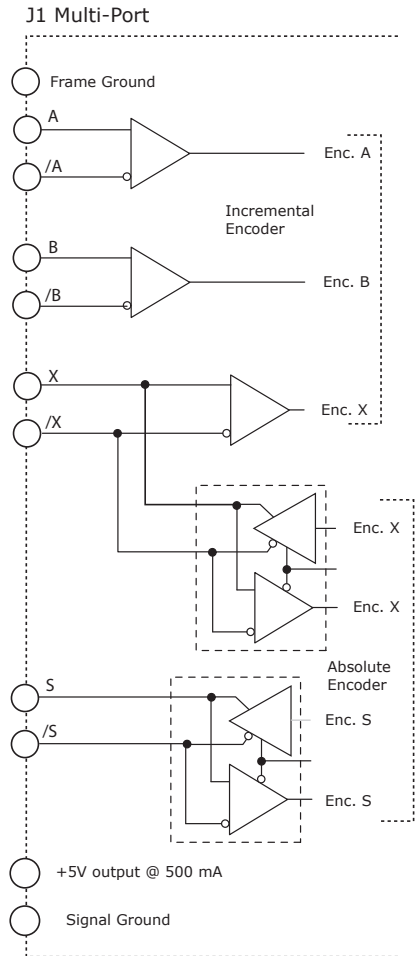 J1 Multi-Port
Frame Ground
A
/A
Enc. A
Incremental
Encoder
B
/B
Enc. B
X
/X
Enc. X
Enc. X
Enc. X
Absolute
Encoder
S
/S
Enc. S
Enc. S
+5V output @ 500 mA
Signal Ground